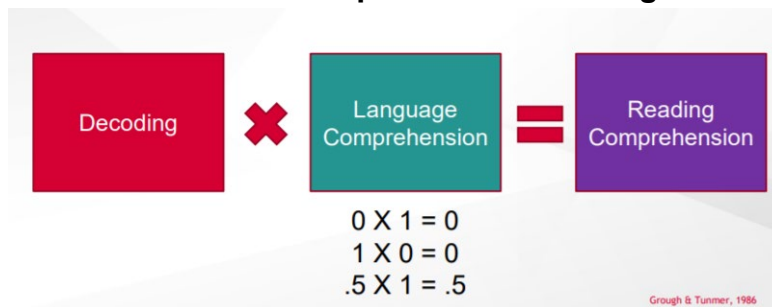 Decoding
Language
Comprehension
Reading
Comprehension
0 X 1 = 0
1 X 0 = 0
.5 X 1 = .5
Grough & Tunmer, 1986